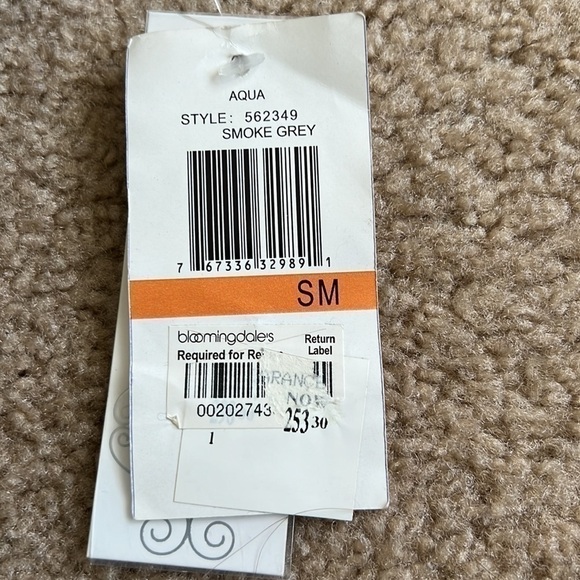 AQUA
STYLE: 562349
SMOKE GREY
7 67336 32989 1
SM
bloomingdale's Return
Required for Re Label
RANCE
NOW
00202743 253.30
1